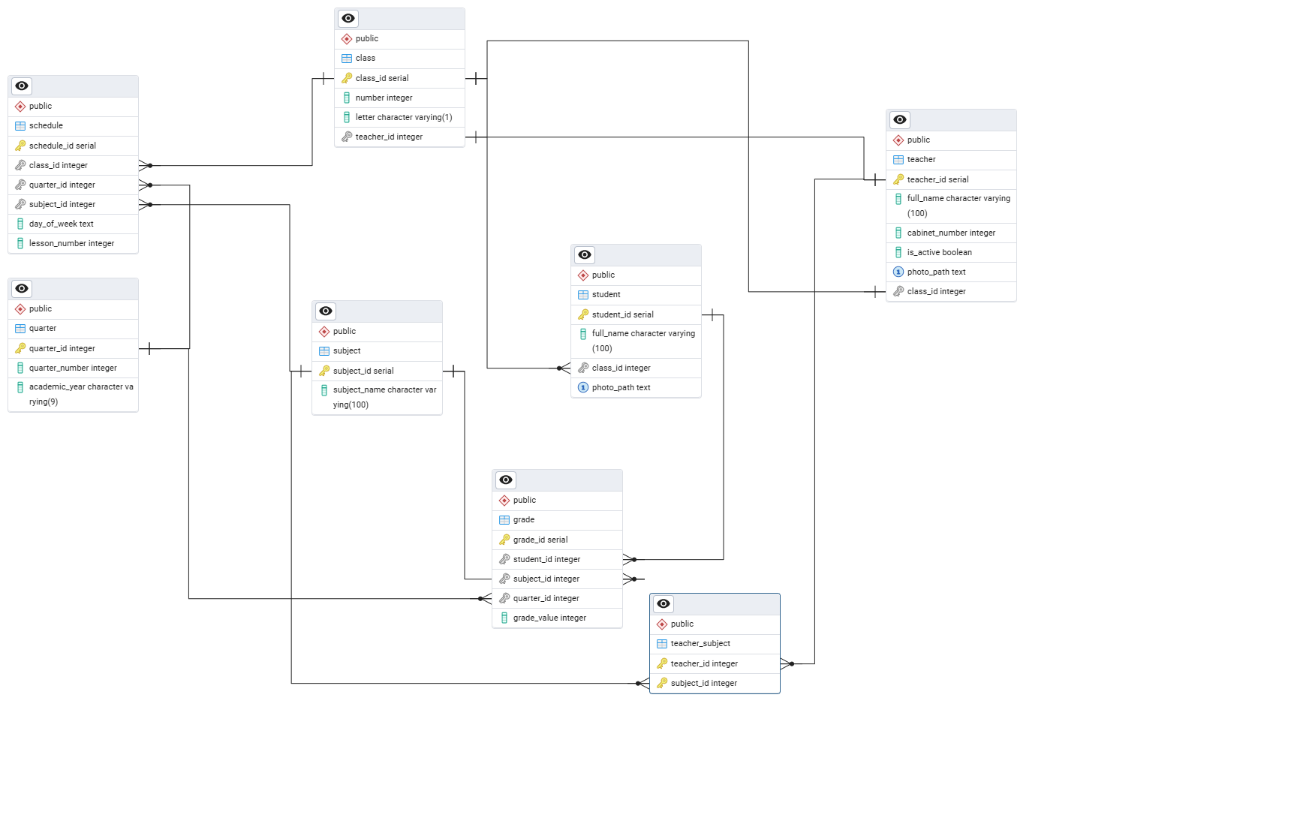 public
class
class_id serial
number integer
letter character varying(1)
teacher_id integer
public
schedule
schedule_id serial
class_id integer
quarter_id integer
subject_id integer
day_of_week text
lesson_number integer
public
teacher
teacher_id serial
full_name character varying
(100)
cabinet_number integer
is_active boolean
photo_path text
class_id integer
public
student
student_id serial
full_name character varying
(100)
class_id integer
photo_path text
public
quarter
quarter_id integer
quarter_number integer
academic_year character va
rying(9)
public
subject
subject_id serial
subject_name character var
ying(100)
public
grade
grade_id serial
student_id integer
subject_id integer
quarter_id integer
grade_value integer
public
teacher_subject
teacher_id integer
subject_id integer